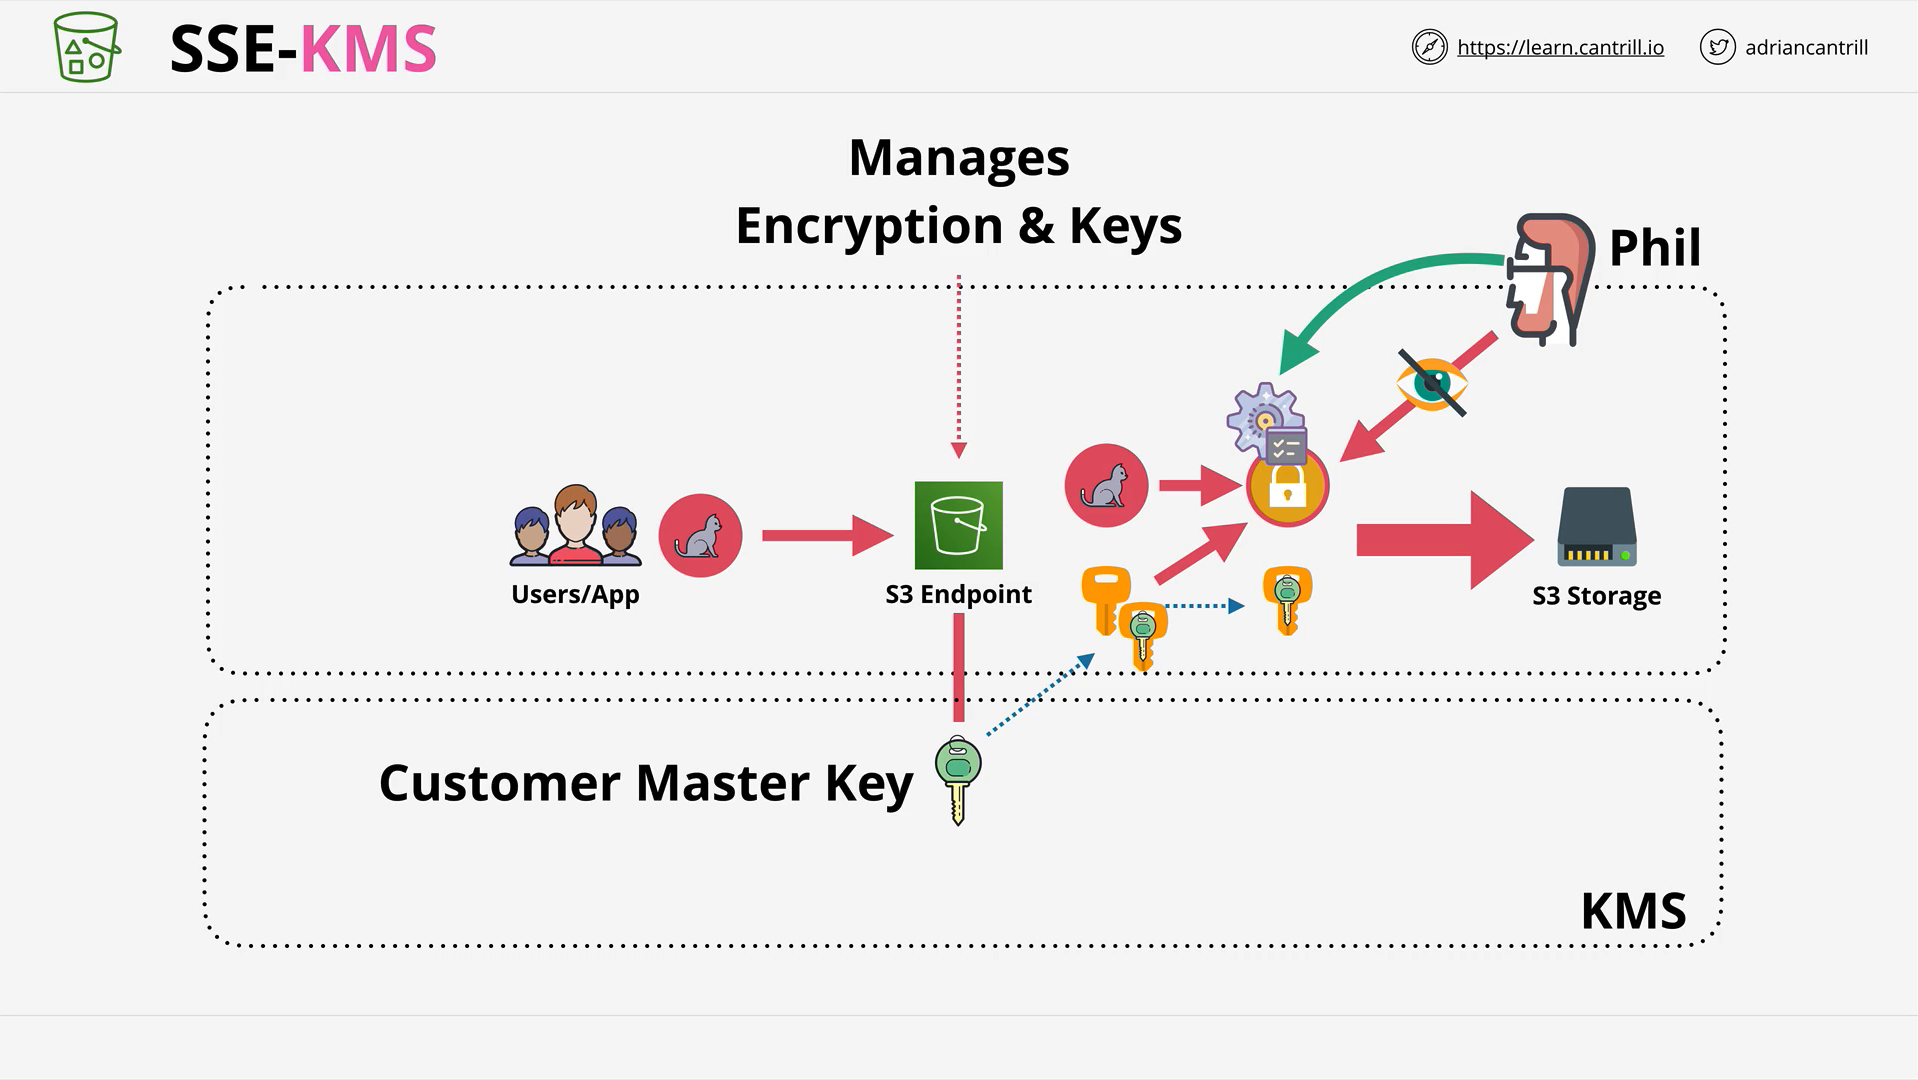 SSE-KMS
https://learn.cantrill.io
adriancantrill
Manages
Encryption & Keys
Phil
Users/App
S3 Endpoint
S3 Storage
Customer Master Key
KMS